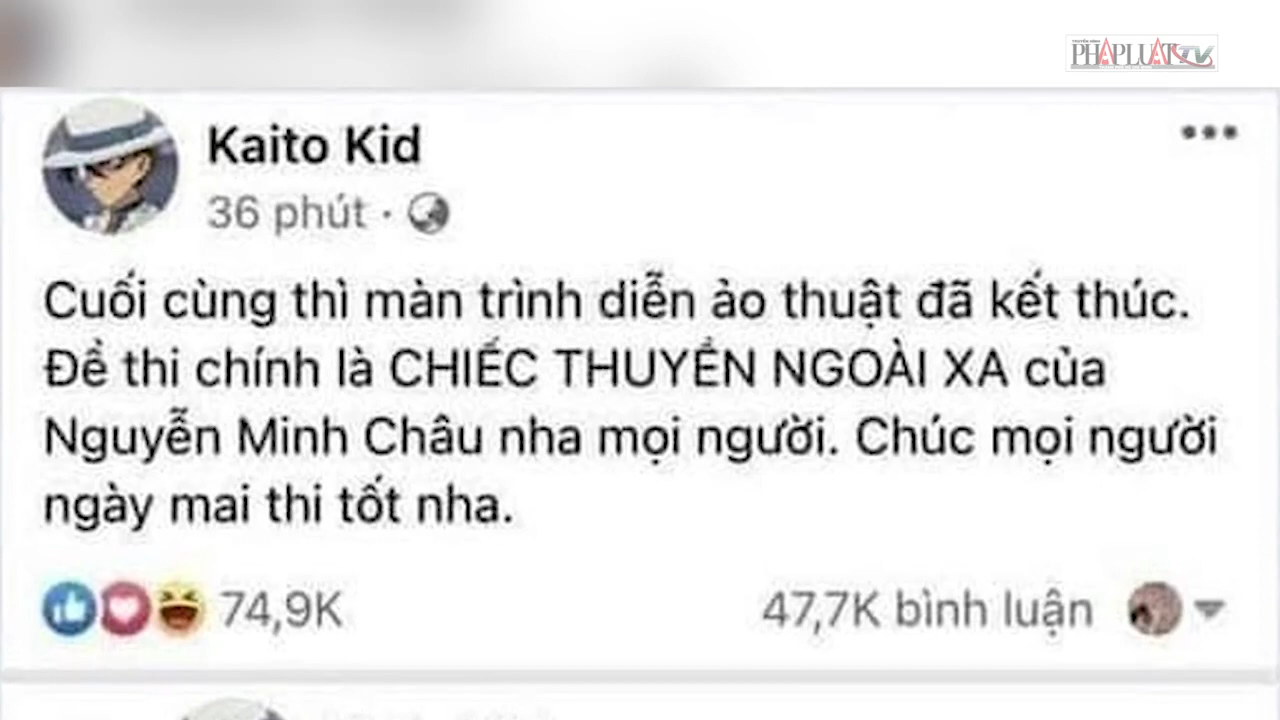 PHAPLUATTV
Kaito Kid
36 phút ·
Cuối cùng thì màn trình diễn ảo thuật đã kết thúc.
Đề thi chính là CHIẾC THUYỀN NGOÀI XA của
Nguyễn Minh Châu nha mọi người. Chúc mọi người
ngày mai thi tốt nha.
74,9K 47,7K bình luận